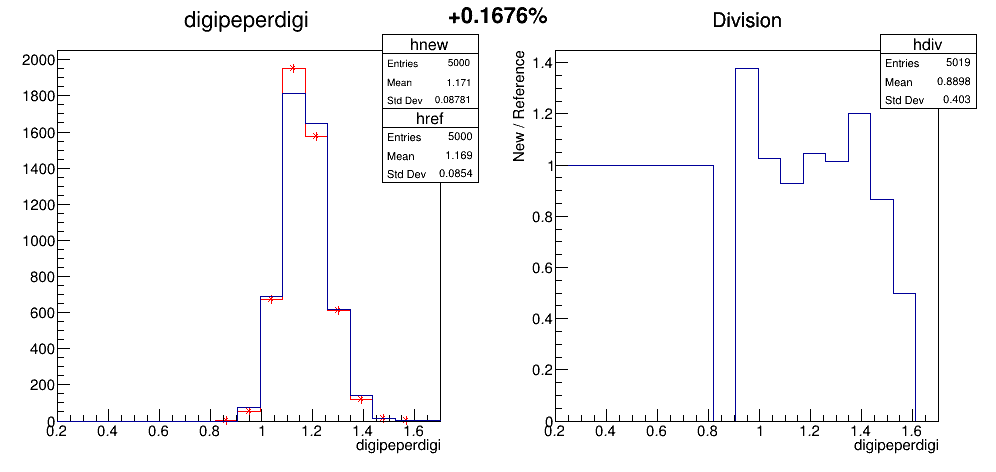 +0.1676%
digipeperdigi
hnew
Entries 5000
Mean 1.171
Std Dev 0.08781
href
Entries 5000
Mean 1.169
Std Dev 0.0854
2000
1800
1600
1400
1200
1000
800
600
400
200
0
0.2 0.4 0.6 0.8 1 1.2 1.4 1.6
digipeperdigi
Division
hdiv
Entries 5019
Mean 0.8898
Std Dev 0.403
New / Reference
1.4
1.2
1
0.8
0.6
0.4
0.2
0
0.2 0.4 0.6 0.8 1 1.2 1.4 1.6
digipeperdigi